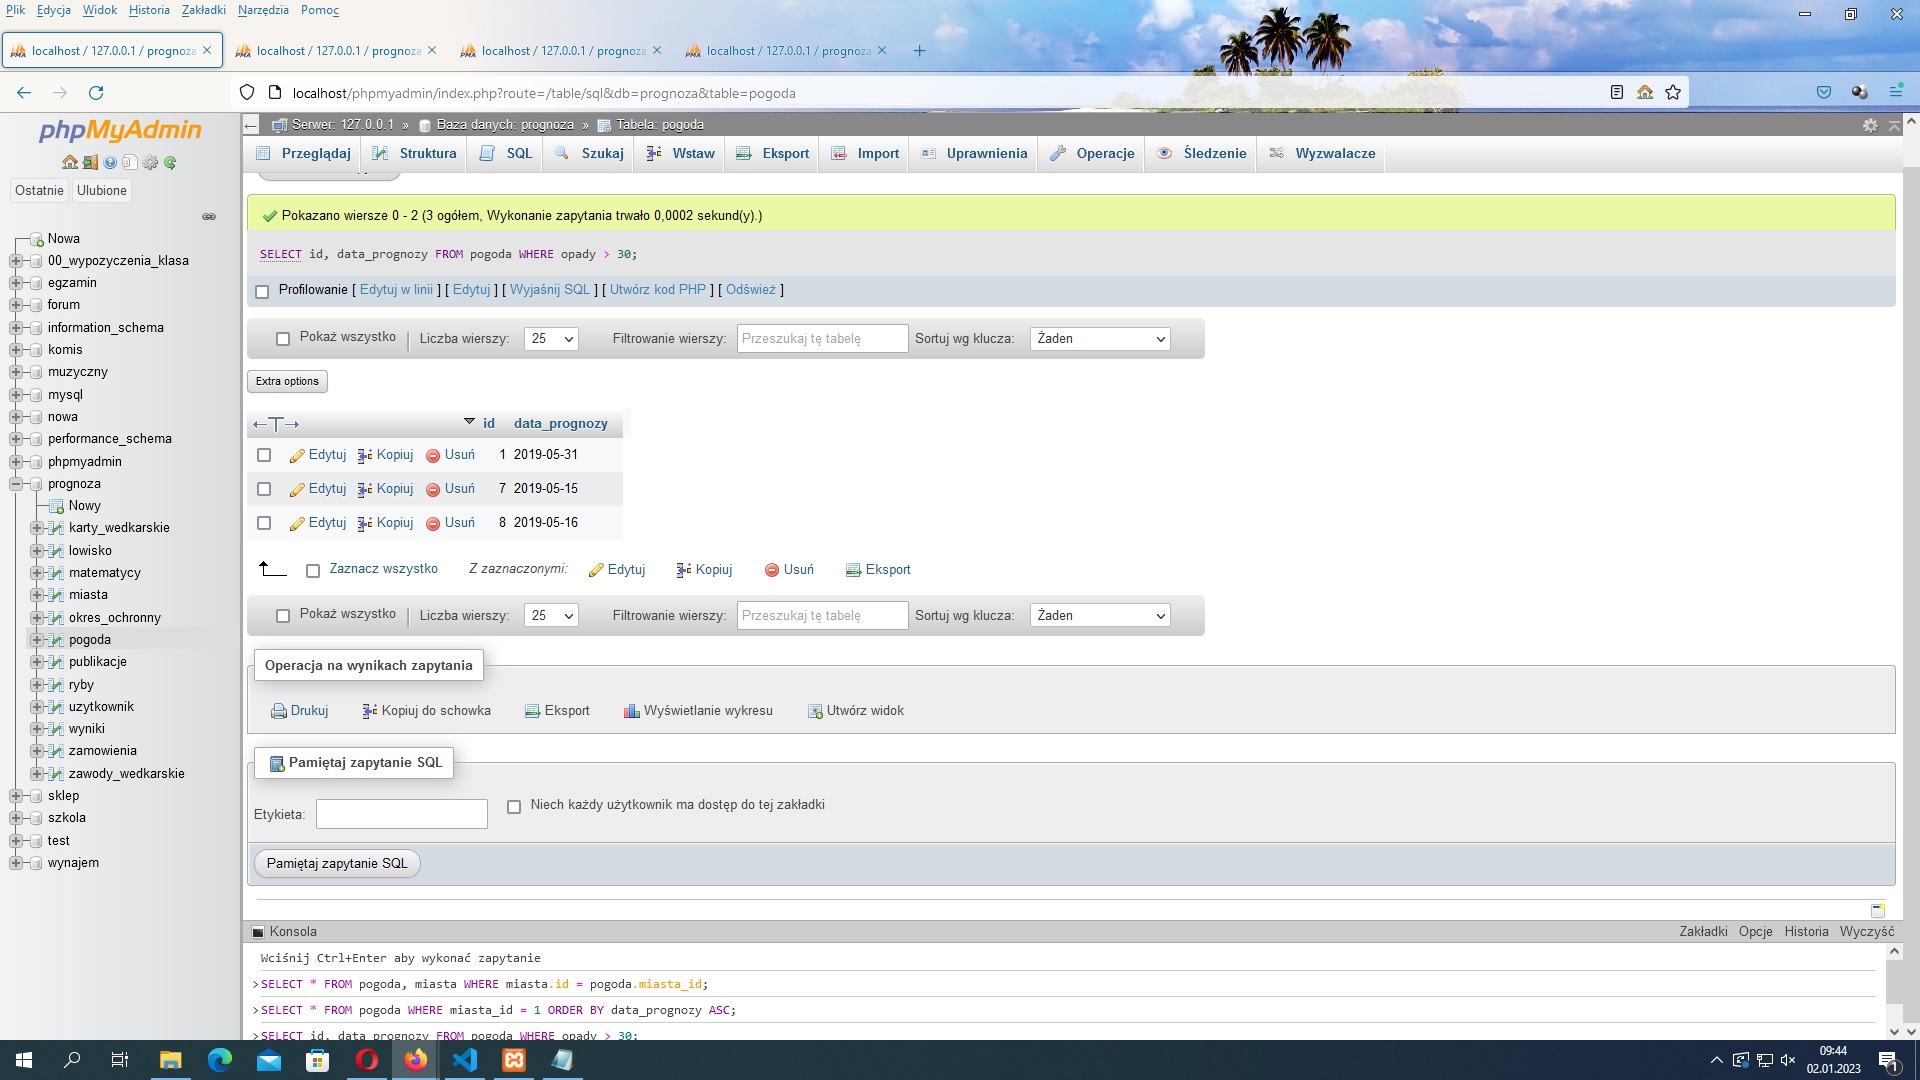 Plik Edycja Widok Historia Zakładki Narzędzia Pomoc
localhost / 127.0.0.1 / prognoza
localhost / 127.0.0.1 / prognoza
localhost / 127.0.0.1 / prognoza
localhost / 127.0.0.1 / prognoza
localhost/phpmyadmin/index.php?route=/table/sql&db=prognoza&table=pogoda
phpMyAdmin
Ostatnie Ulubione
Nowa
00_wypozyczenia_klasa
egzamin
forum
information_schema
komis
muzyczny
mysql
nowa
performance_schema
phpmyadmin
prognoza
Nowy
karty_wedkarskie
lowisko
matematycy
miasta
okres_ochronny
pogoda
publikacje
ryby
uzytkownik
wyniki
zamowienia
zawody_wedkarskie
sklep
szkola
test
wynajem
Serwer: 127.0.0.1 » Baza danych: prognoza » Tabela: pogoda
Przeglądaj Struktura SQL Szukaj Wstaw Eksport Import Uprawnienia Operacje Śledzenie Wyzwalacze
Pokazano wiersze 0 - 2 (3 ogółem, Wykonanie zapytania trwało 0,0002 sekund(y).)
SELECT id, data_prognozy FROM pogoda WHERE opady > 30;
Profilowanie [ Edytuj w linii ] [ Edytuj ] [ Wyjaśnij SQL ] [ Utwórz kod PHP ] [ Odśwież ]
Pokaż wszystko Liczba wierszy: 25 Filtrowanie wierszy: Przeszukaj tę tabelę Sortuj wg klucza: Żaden
Extra options
←T→ id data_prognozy
Edytuj Kopiuj Usuń 1 2019-05-31
Edytuj Kopiuj Usuń 7 2019-05-15
Edytuj Kopiuj Usuń 8 2019-05-16
Zaznacz wszystko Z zaznaczonymi: Edytuj Kopiuj Usuń Eksport
Pokaż wszystko Liczba wierszy: 25 Filtrowanie wierszy: Przeszukaj tę tabelę Sortuj wg klucza: Żaden
Operacja na wynikach zapytania
Drukuj Kopiuj do schowka Eksport Wyświetlanie wykresu Utwórz widok
Pamiętaj zapytanie SQL
Etykieta: Niech każdy użytkownik ma dostęp do tej zakładki
Pamiętaj zapytanie SQL
Konsola Zakładki Opcje Historia Wyczyść
Wciśnij Ctrl+Enter aby wykonać zapytanie
>SELECT * FROM pogoda, miasta WHERE miasta.id = pogoda.miasta_id;
>SELECT * FROM pogoda WHERE miasta_id = 1 ORDER BY data_prognozy ASC;
>SELECT id, data_prognozy FROM pogoda WHERE opady > 30;
09:44
02.01.2023
1